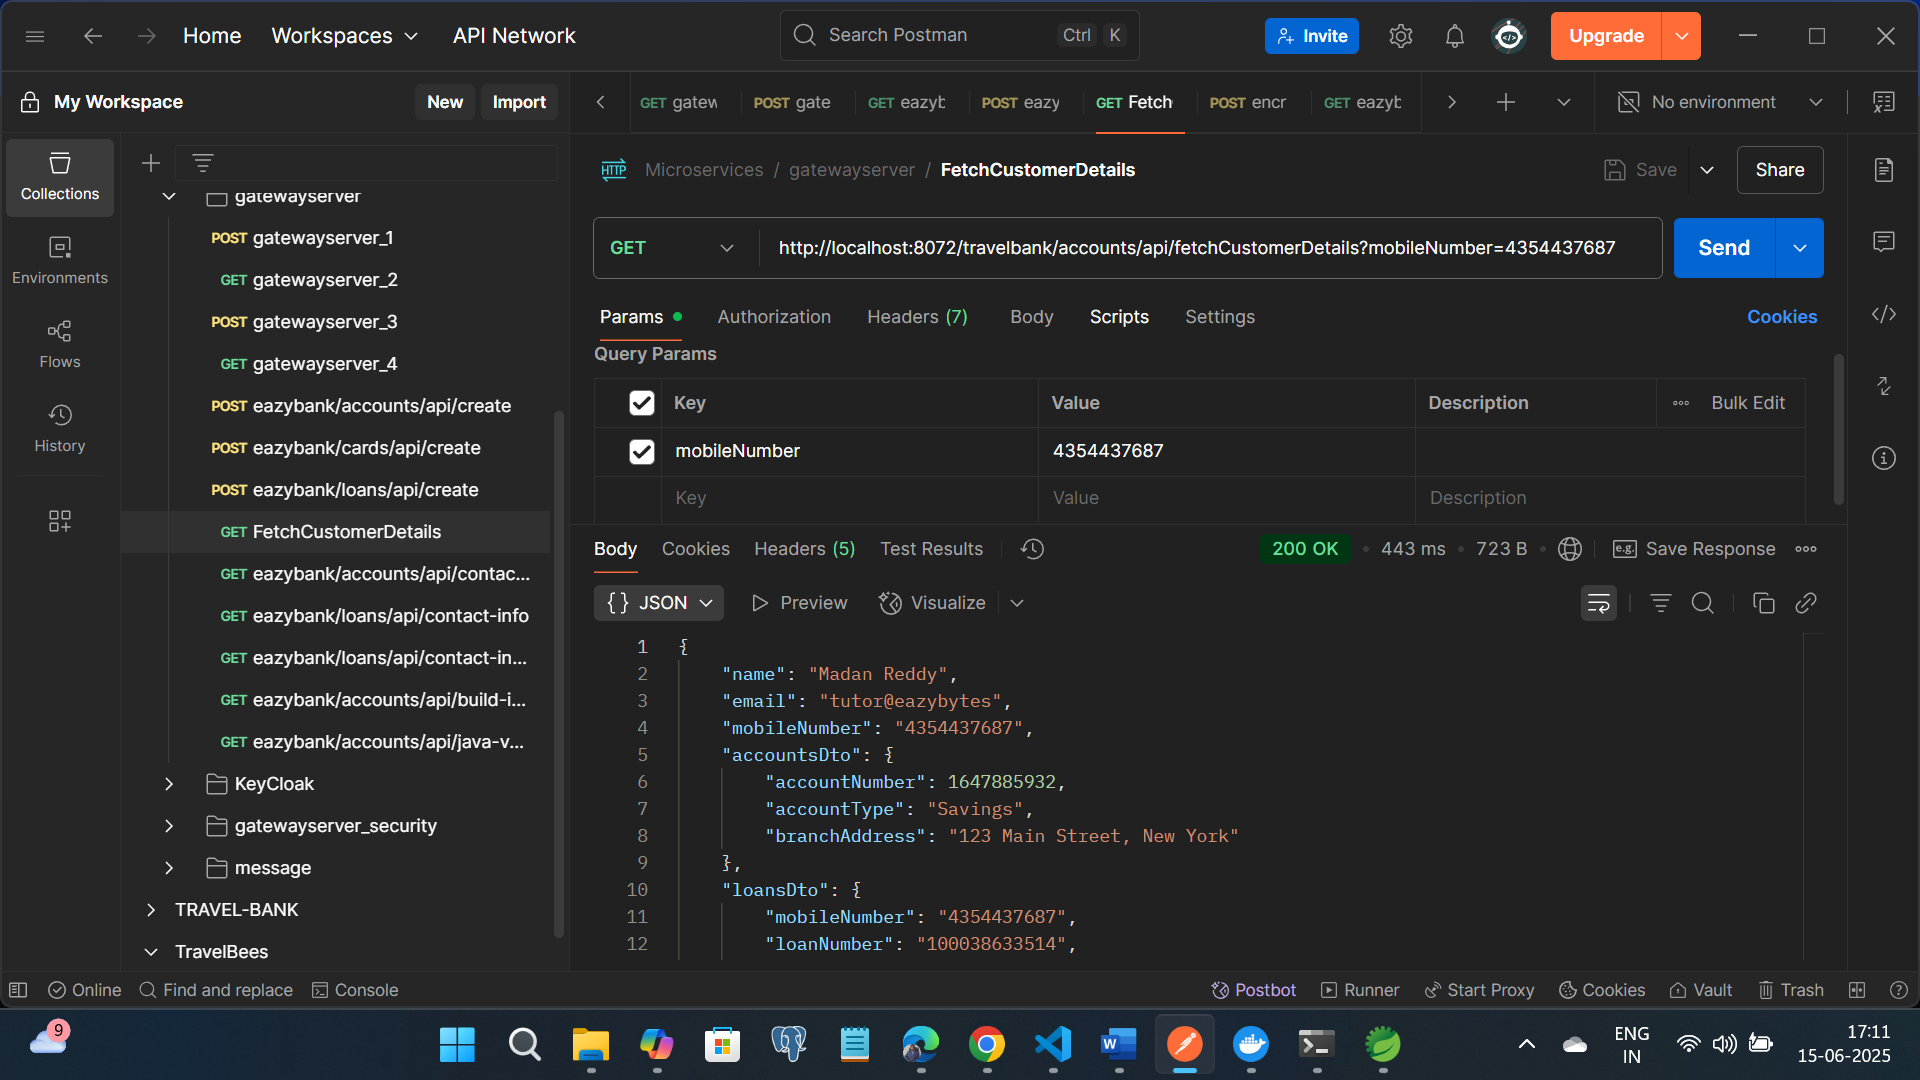 Home
Workspaces
API Network
Search Postman
Ctrl K
Invite
Upgrade
My Workspace
New
Import
GET gatew
POST gate
GET eazyb
POST eazy
GET Fetch
POST encr
GET eazyb
No environment
Collections
Environments
Flows
History
gatewayserver
POST gatewayserver_1
GET gatewayserver_2
POST gatewayserver_3
GET gatewayserver_4
POST eazybank/accounts/api/create
POST eazybank/cards/api/create
POST eazybank/loans/api/create
GET FetchCustomerDetails
GET eazybank/accounts/api/contac...
GET eazybank/loans/api/contact-info
GET eazybank/loans/api/contact-in...
GET eazybank/accounts/api/build-i...
GET eazybank/accounts/api/java-v...
KeyCloak
gatewayserver_security
message
TRAVEL-BANK
TravelBees
HTTP Microservices / gatewayserver / FetchCustomerDetails
Save
Share
GET
http://localhost:8072/travelbank/accounts/api/fetchCustomerDetails?mobileNumber=4354437687
Send
Params
Authorization
Headers (7)
Body
Scripts
Settings
Cookies
Query Params
Key Value Description Bulk Edit
mobileNumber 4354437687
Key Value Description
Body
Cookies
Headers (5)
Test Results
200 OK
443 ms
723 B
e.g. Save Response
{} JSON
Preview
Visualize
1 {
2 "name": "Madan Reddy",
3 "email": "tutor@eazybytes",
4 "mobileNumber": "4354437687",
5 "accountsDto": {
6 "accountNumber": 1647885932,
7 "accountType": "Savings",
8 "branchAddress": "123 Main Street, New York"
9 },
10 "loansDto": {
11 "mobileNumber": "4354437687",
12 "loanNumber": "100038633514",
Online
Find and replace
Console
Postbot
Runner
Start Proxy
Cookies
Vault
Trash
9
W
ENG
IN
17:11
15-06-2025